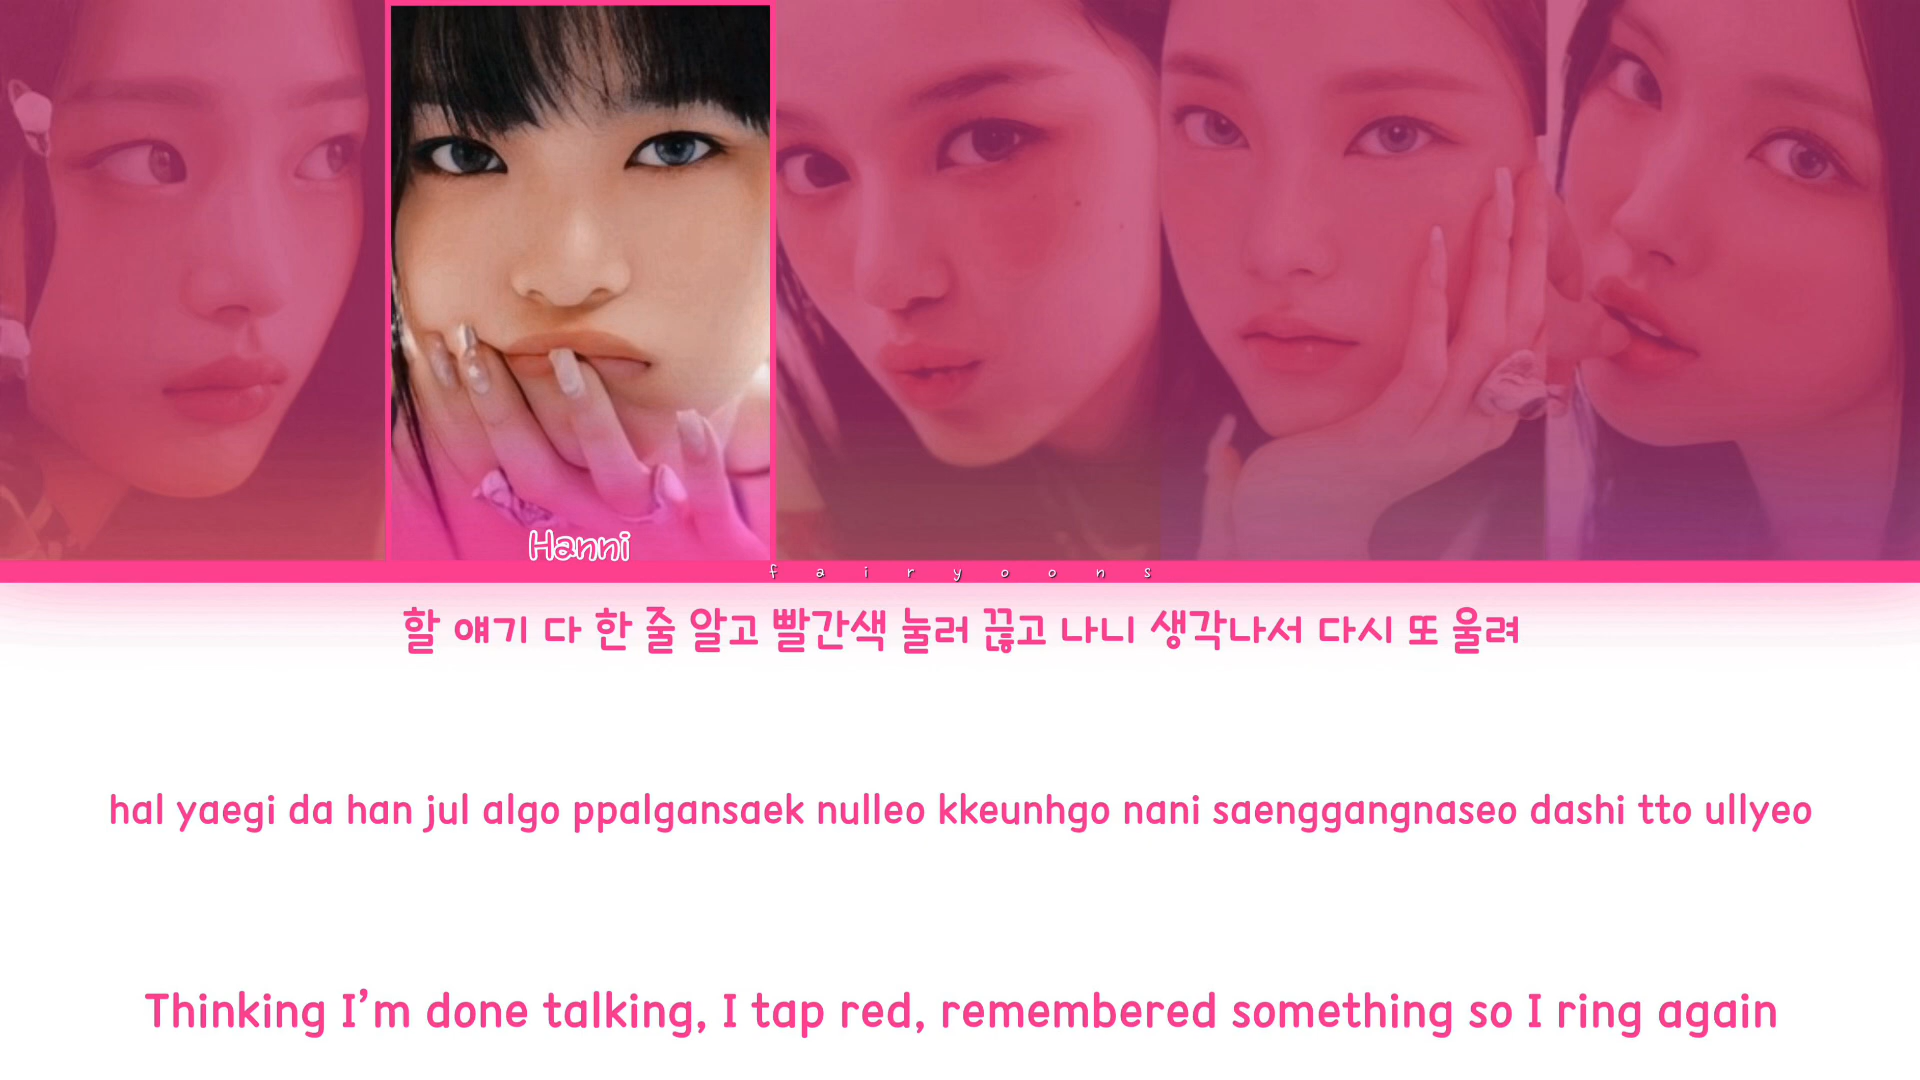 Hanni
fairyoons
할 얘기 다 한 줄 알고 빨간색 눌러 끊고 나니 생각나서 다시 또 울려
hal yaegi da han jul algo ppalgansaek nulleo kkeunhgo nani saenggangnaseo dashi tto ullyeo
Thinking I’m done talking, I tap red, remembered something so I ring again